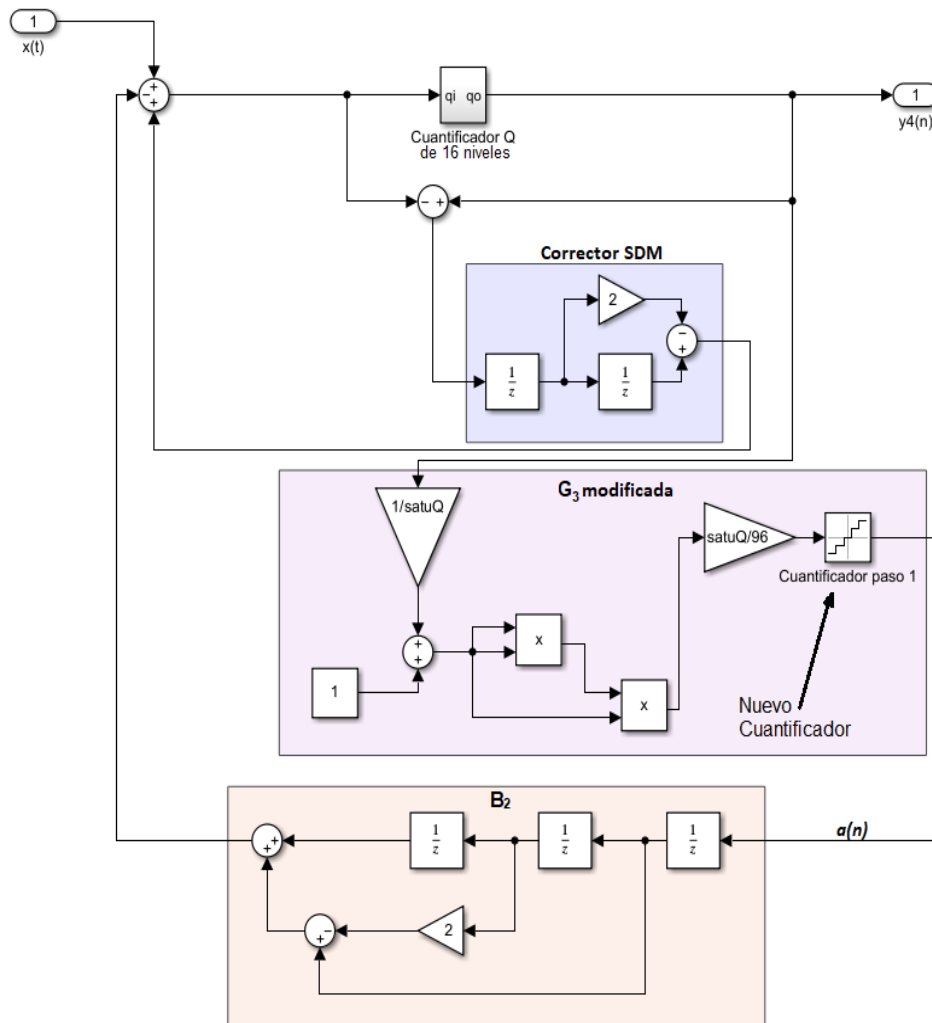 1
x(t)
+
-
+
qi qo
Cuantificador Q
de 16 niveles
1
y4(n)
- +
Corrector SDM
2
1
z
1
z
-
+
G3 modificada
1/satuQ
satuQ/96
Cuantificador paso 1
+
+
1
x
x
Nuevo
Cuantificador
B2
+
+
1
z
1
z
1
z
a(n)
-
+
2